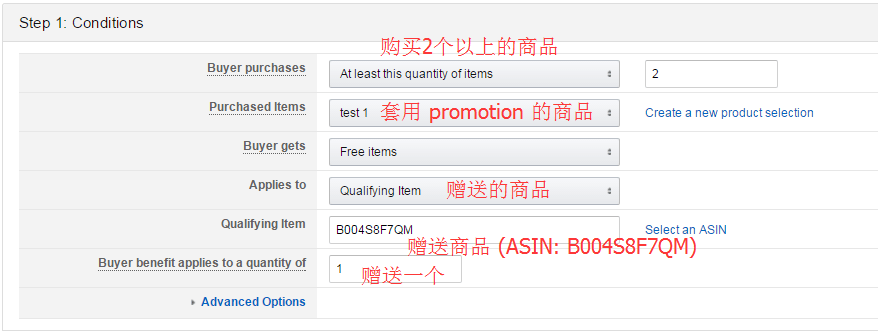 Step 1: Conditions
购买2个以上的商品
Buyer purchases At least this quantity of items 2
Purchased Items test 1 套用 promotion 的商品 Create a new product selection
Buyer gets Free items
Applies to Qualifying Item 赠送的商品
Qualifying Item B004S8F7QM Select an ASIN
赠送商品 (ASIN: B004S8F7QM)
Buyer benefit applies to a quantity of 1 赠送一个
Advanced Options